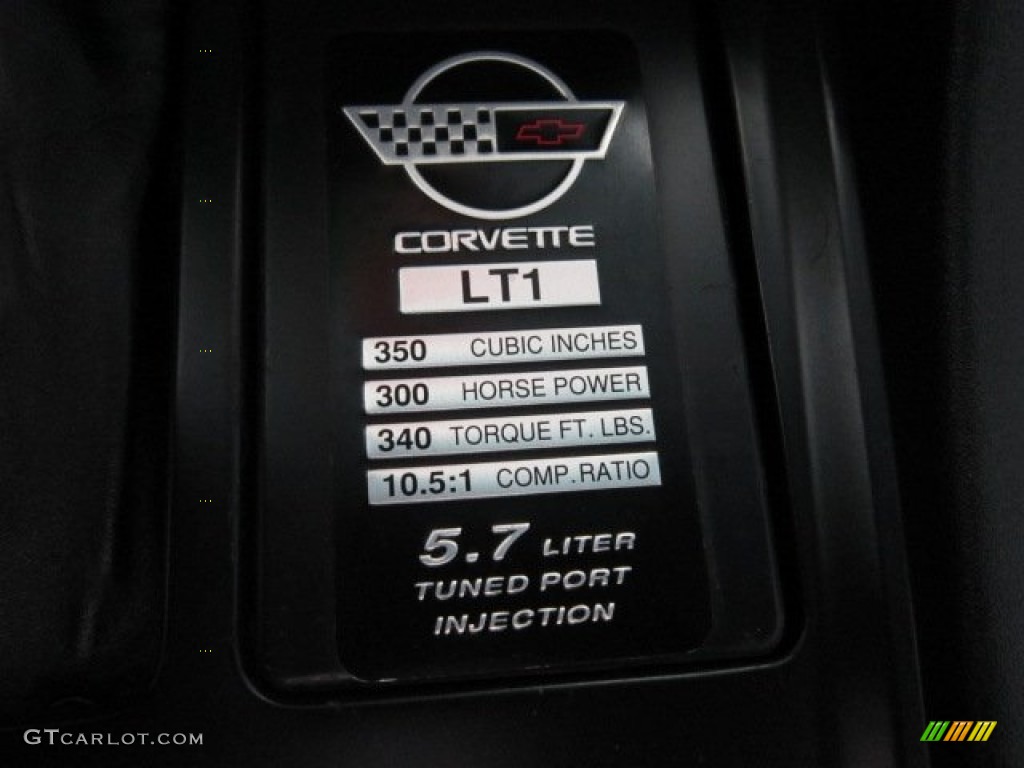 CORVETTE
LT1
350 CUBIC INCHES
300 HORSE POWER
340 TORQUE FT. LBS.
10.5:1 COMP. RATIO
5.7 LITER
TUNED PORT
INJECTION
GTCARLOT.COM